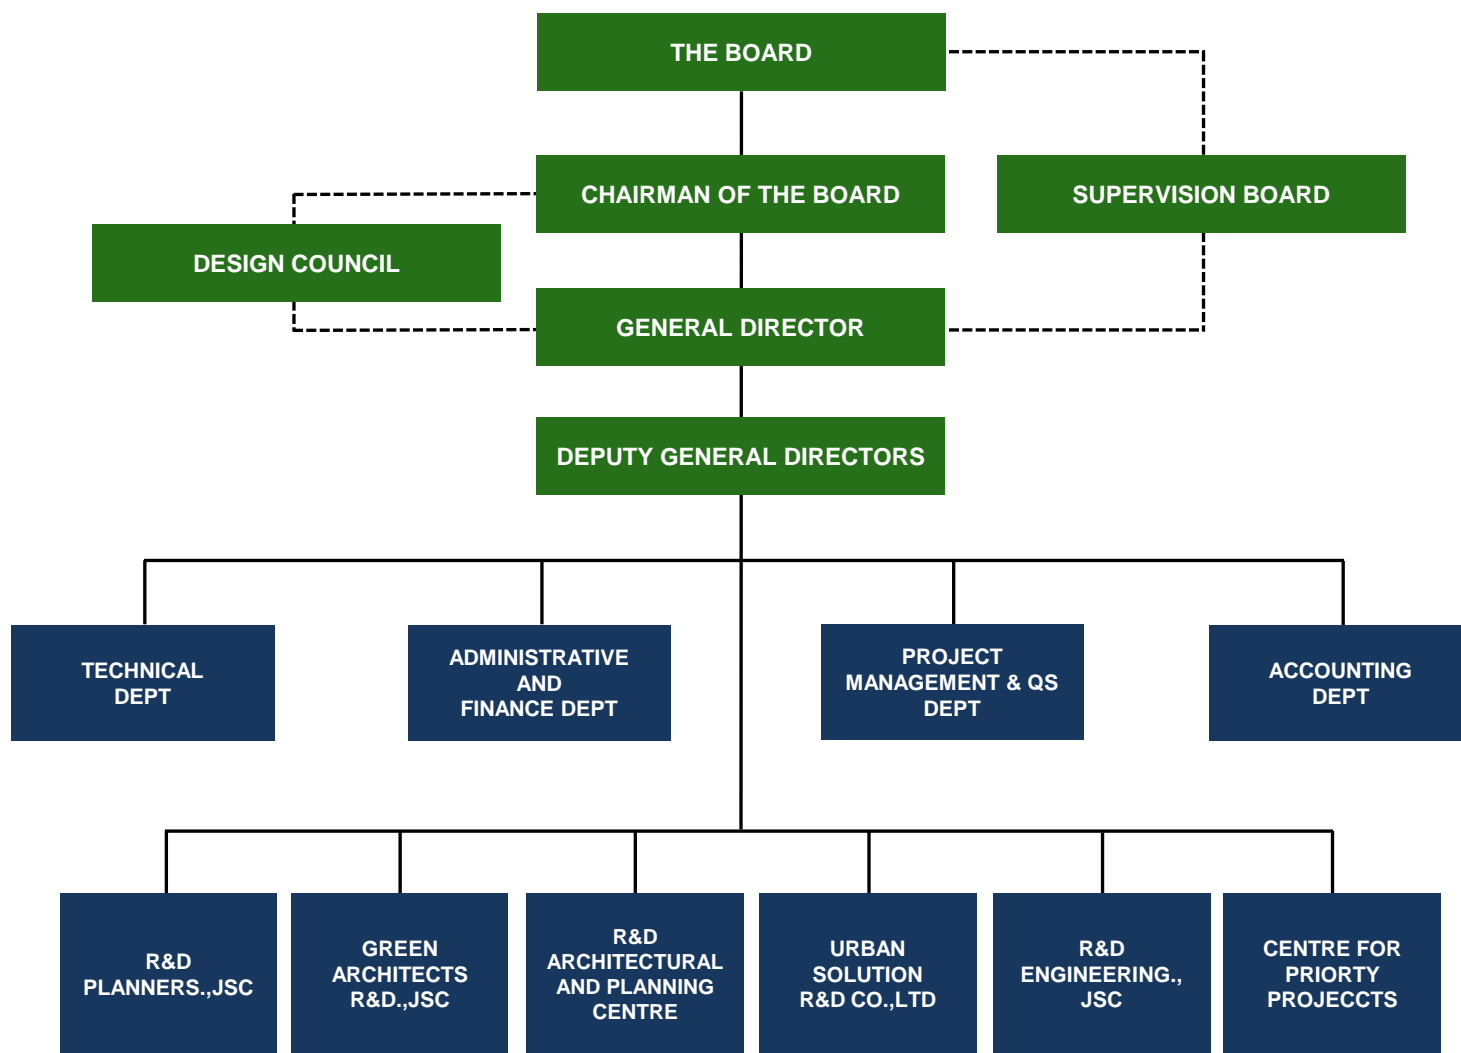 THE BOARD
CHAIRMAN OF THE BOARD
SUPERVISION BOARD
DESIGN COUNCIL
GENERAL DIRECTOR
DEPUTY GENERAL DIRECTORS
TECHNICAL
DEPT
ADMINISTRATIVE
AND
FINANCE DEPT
PROJECT
MANAGEMENT & QS
DEPT
ACCOUNTING
DEPT
R&D
PLANNERS.,JSC
GREEN
ARCHITECTS
R&D.,JSC
R&D
ARCHITECTURAL
AND PLANNING
CENTRE
URBAN
SOLUTION
R&D CO.,LTD
R&D
ENGINEERING.,
JSC
CENTRE FOR
PRIORTY
PROJECCTS